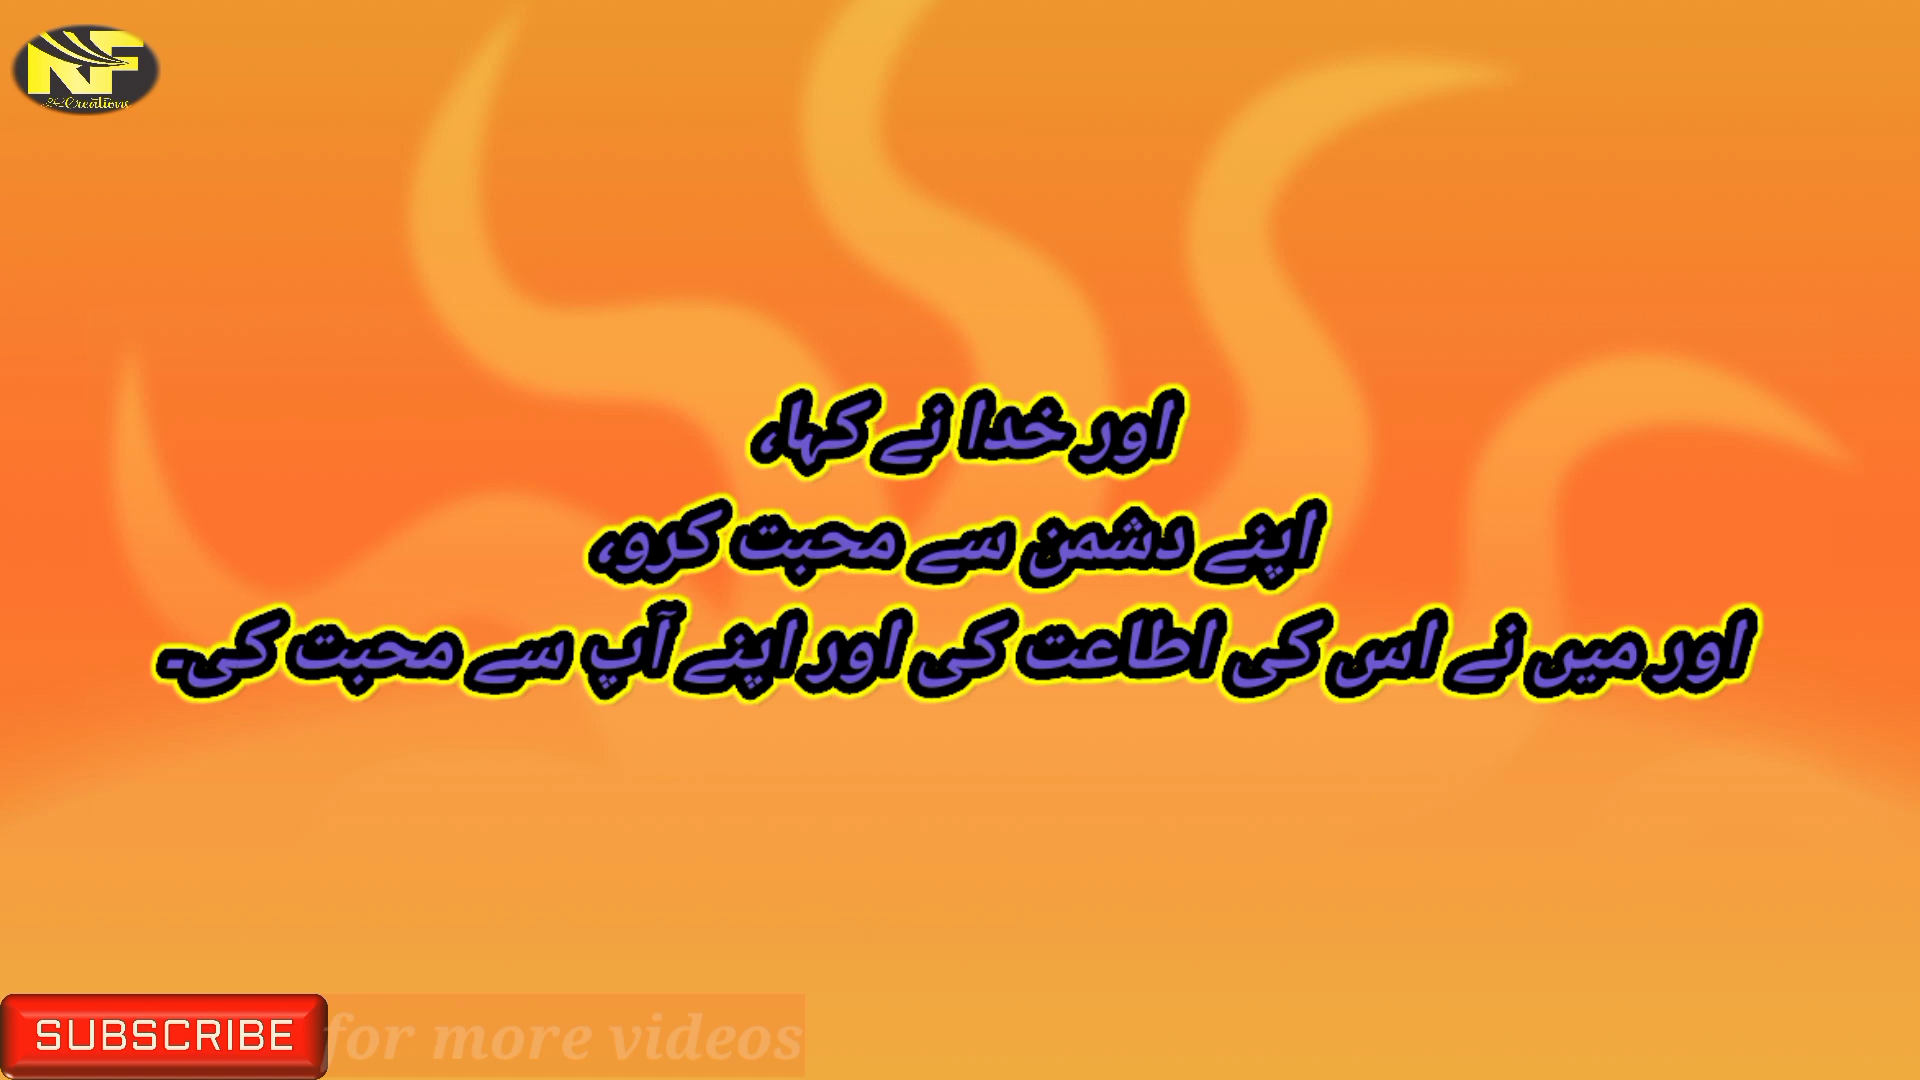 NF
Creations
اور خدا نے کہا،
اپنے دشمن سے محبت کرو،
اور میں نے اس کی اطاعت کی اور اپنے آپ سے محبت کی۔
SUBSCRIBE for more videos